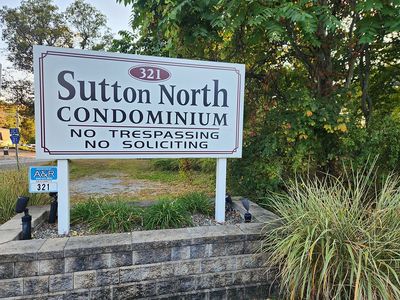 321
Sutton North
CONDOMINIUM
NO TRESPASSING
NO SOLICITING
A&R
321